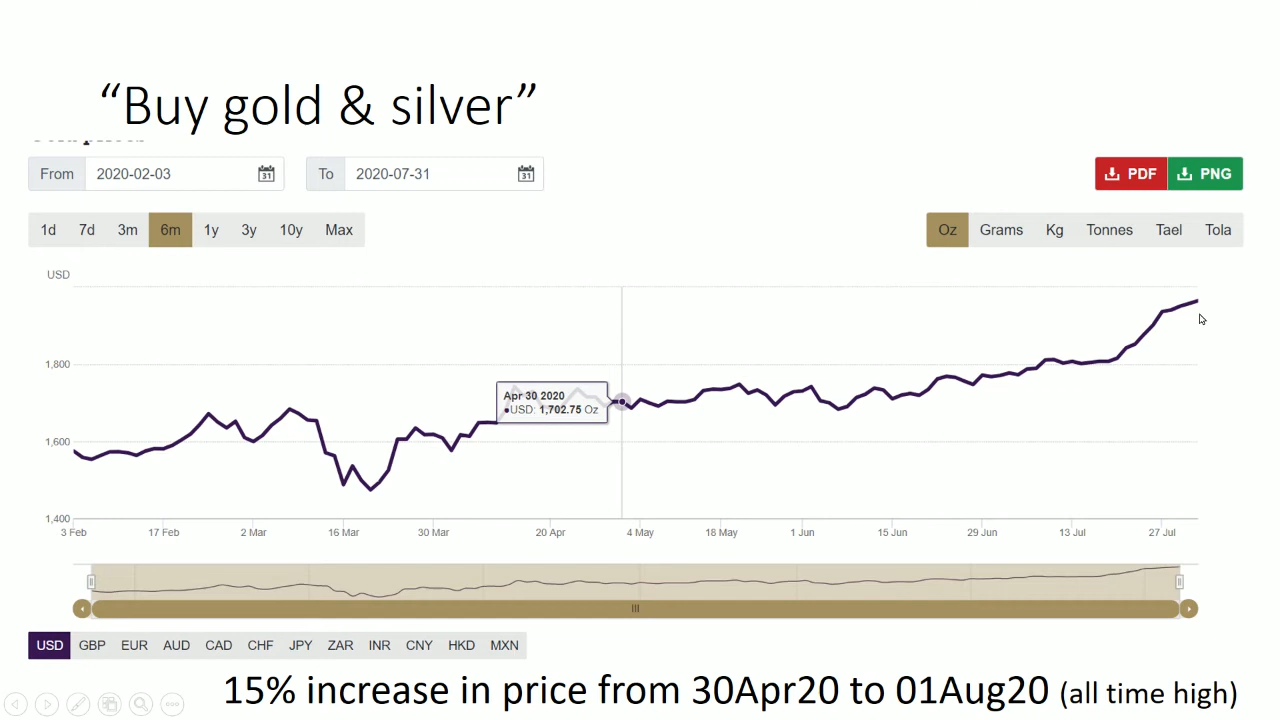 “Buy gold & silver”
From 2020-02-03 31 To 2020-07-31 31 PDF PNG
1d 7d 3m 6m 1y 3y 10y Max Oz Grams Kg Tonnes Tael Tola
USD
1,800
Apr 30 2020
USD: 1,702.75 Oz
1,600
1,400
3 Feb 17 Feb 2 Mar 16 Mar 30 Mar 20 Apr 4 May 18 May 1 Jun 15 Jun 29 Jun 13 Jul 27 Jul
USD GBP EUR AUD CAD CHF JPY ZAR INR CNY HKD MXN
15% increase in price from 30Apr20 to 01Aug20 (all time high)